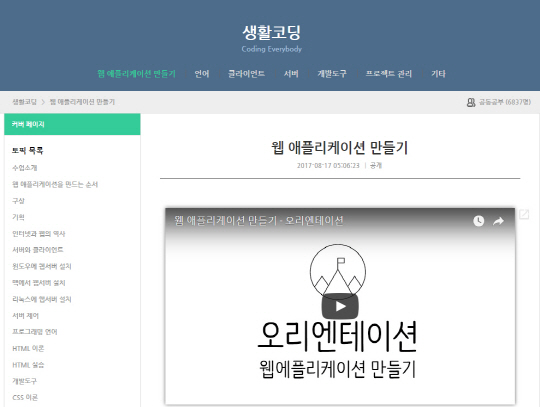 생활코딩
Coding Everybody
웹 애플리케이션 만들기 언어 클라이언트 서버 개발도구 프로젝트 관리 기타
생활코딩 > 웹 애플리케이션 만들기
공동공부 (6837명)
커버 페이지
토픽 목록
수업소개
웹 애플리케이션을 만드는 순서
구상
기획
인터넷과 웹의 역사
서버와 클라이언트
윈도우에 웹서버 설치
맥에서 웹서버 설치
리눅스에 웹서버 설치
서버 제어
프로그래밍 언어
HTML 이론
HTML 실습
개발도구
CSS 이론
웹 애플리케이션 만들기
2017-08-17 05:06:23 | 공개
웹 애플리케이션 만들기 - 오리엔테이션
오리엔테이션
웹에플리케이션 만들기